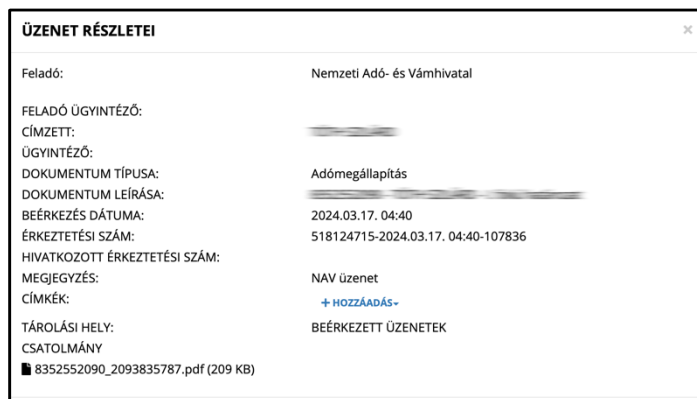 ÜZENET RÉSZLETEI ×
Feladó: Nemzeti Adó- és Vámhivatal
FELADÓ ÜGYINTÉZŐ:
CÍMZETT:
ÜGYINTÉZŐ:
DOKUMENTUM TÍPUSA: Adómegállapítás
DOKUMENTUM LEÍRÁSA:
BEÉRKEZÉS DÁTUMA: 2024.03.17. 04:40
ÉRKEZTETÉSI SZÁM: 518124715-2024.03.17. 04:40-107836
HIVATKOZOTT ÉRKEZTETÉSI SZÁM:
MEGJEGYZÉS: NAV üzenet
CÍMKÉK: + HOZZÁADÁS
TÁROLÁSI HELY: BEÉRKEZETT ÜZENETEK
CSATOLMÁNY
8352552090_2093835787.pdf (209 KB)